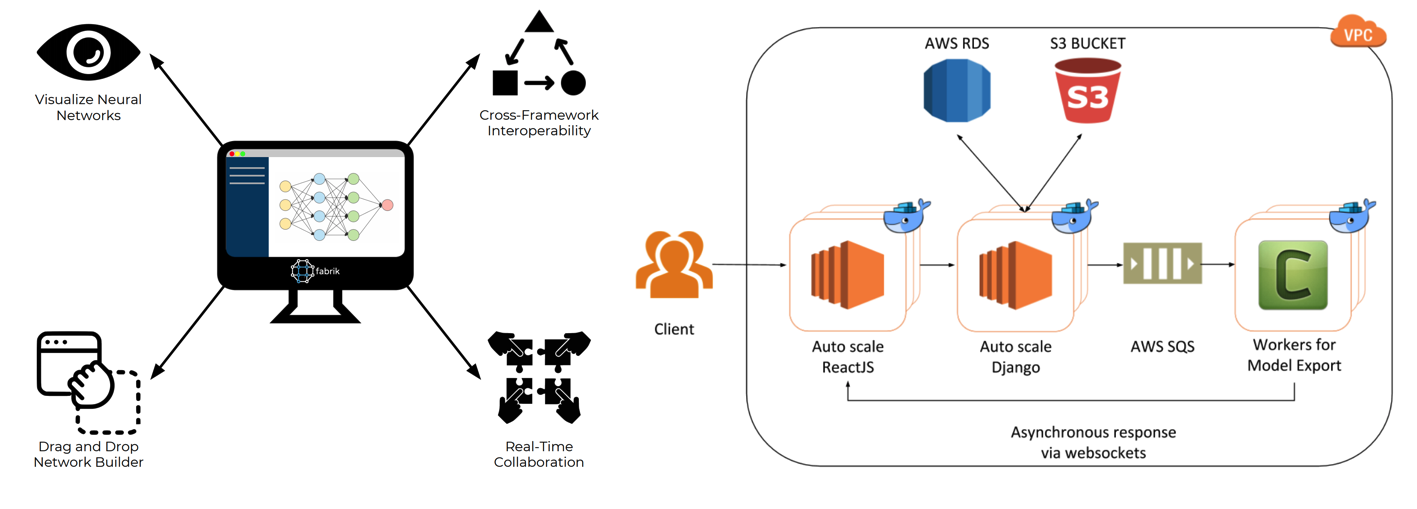 Visualize Neural
Networks
Cross-Framework
Interoperability
fabrik
Drag and Drop
Network Builder
Real-Time
Collaboration
VPC
AWS RDS
S3 BUCKET
S3
Client
Auto scale
ReactJS
Auto scale
Django
AWS SQS
C
Workers for
Model Export
Asynchronous response
via websockets